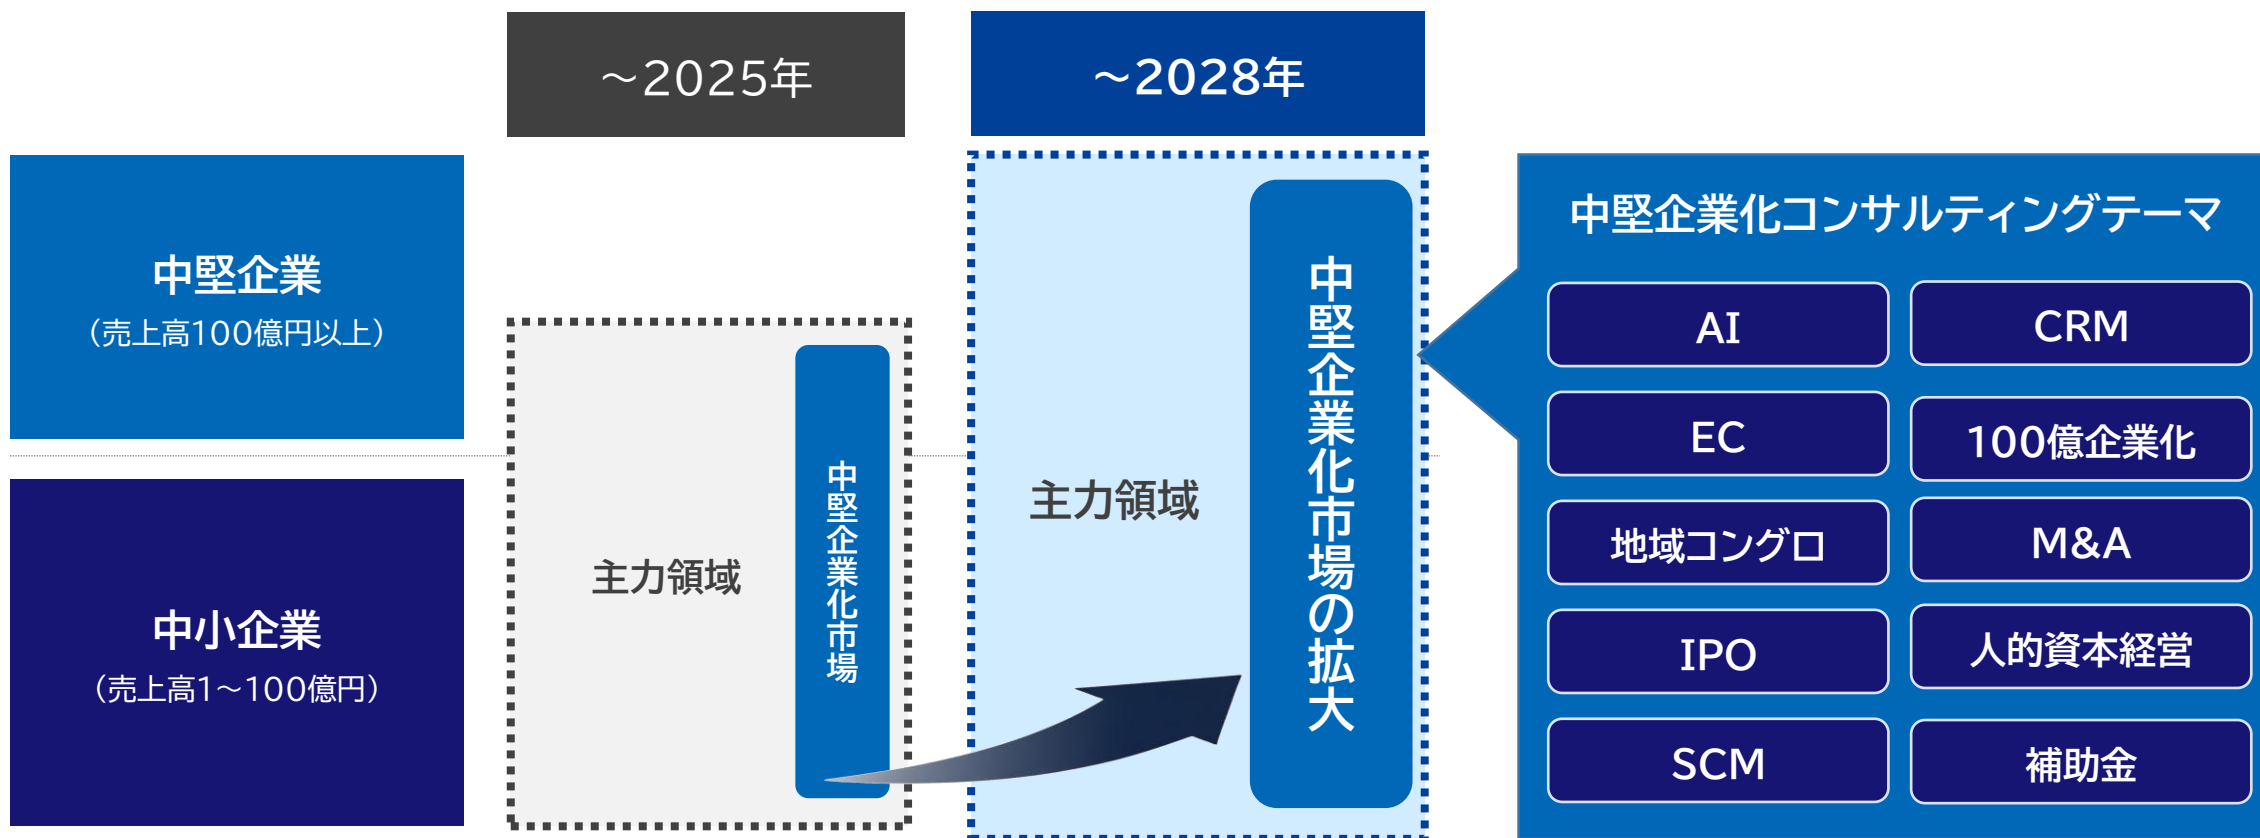 ～2025年
～2028年
中堅企業
（売上高100億円以上）
中小企業
（売上高1～100億円）
主力領域
中堅企業化市場
主力領域
中堅企業化市場の拡大
中堅企業化コンサルティングテーマ
AI
CRM
EC
100億企業化
地域コングロ
M&A
IPO
人的資本経営
SCM
補助金